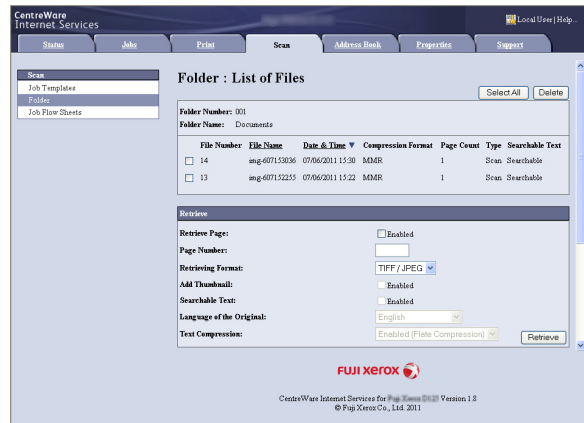 CentreWare
Internet Services
Local User | Help...
Status Jobs Print Scan Address Book Properties Support
Scan
Job Templates
Folder
Job Flow Sheets
Folder : List of Files
Select All Delete
Folder Number: 001
Folder Name: Documents
File Number File Name Date & Time ▼ Compression Format Page Count Type Searchable Text
14 img-607153036 07/06/2011 15:30 MMR 1 Scan Searchable
13 img-607152255 07/06/2011 15:22 MMR 1 Scan Searchable
Retrieve
Retrieve Page: Enabled
Page Number:
Retrieving Format: TIFF / JPEG
Add Thumbnail: Enabled
Searchable Text: Enabled
Language of the Original: English
Text Compression: Enabled (Flate Compression)
Retrieve
FUJI XEROX
CentreWare Internet Services for Version 1.8
© Fuji Xerox Co., Ltd. 2011